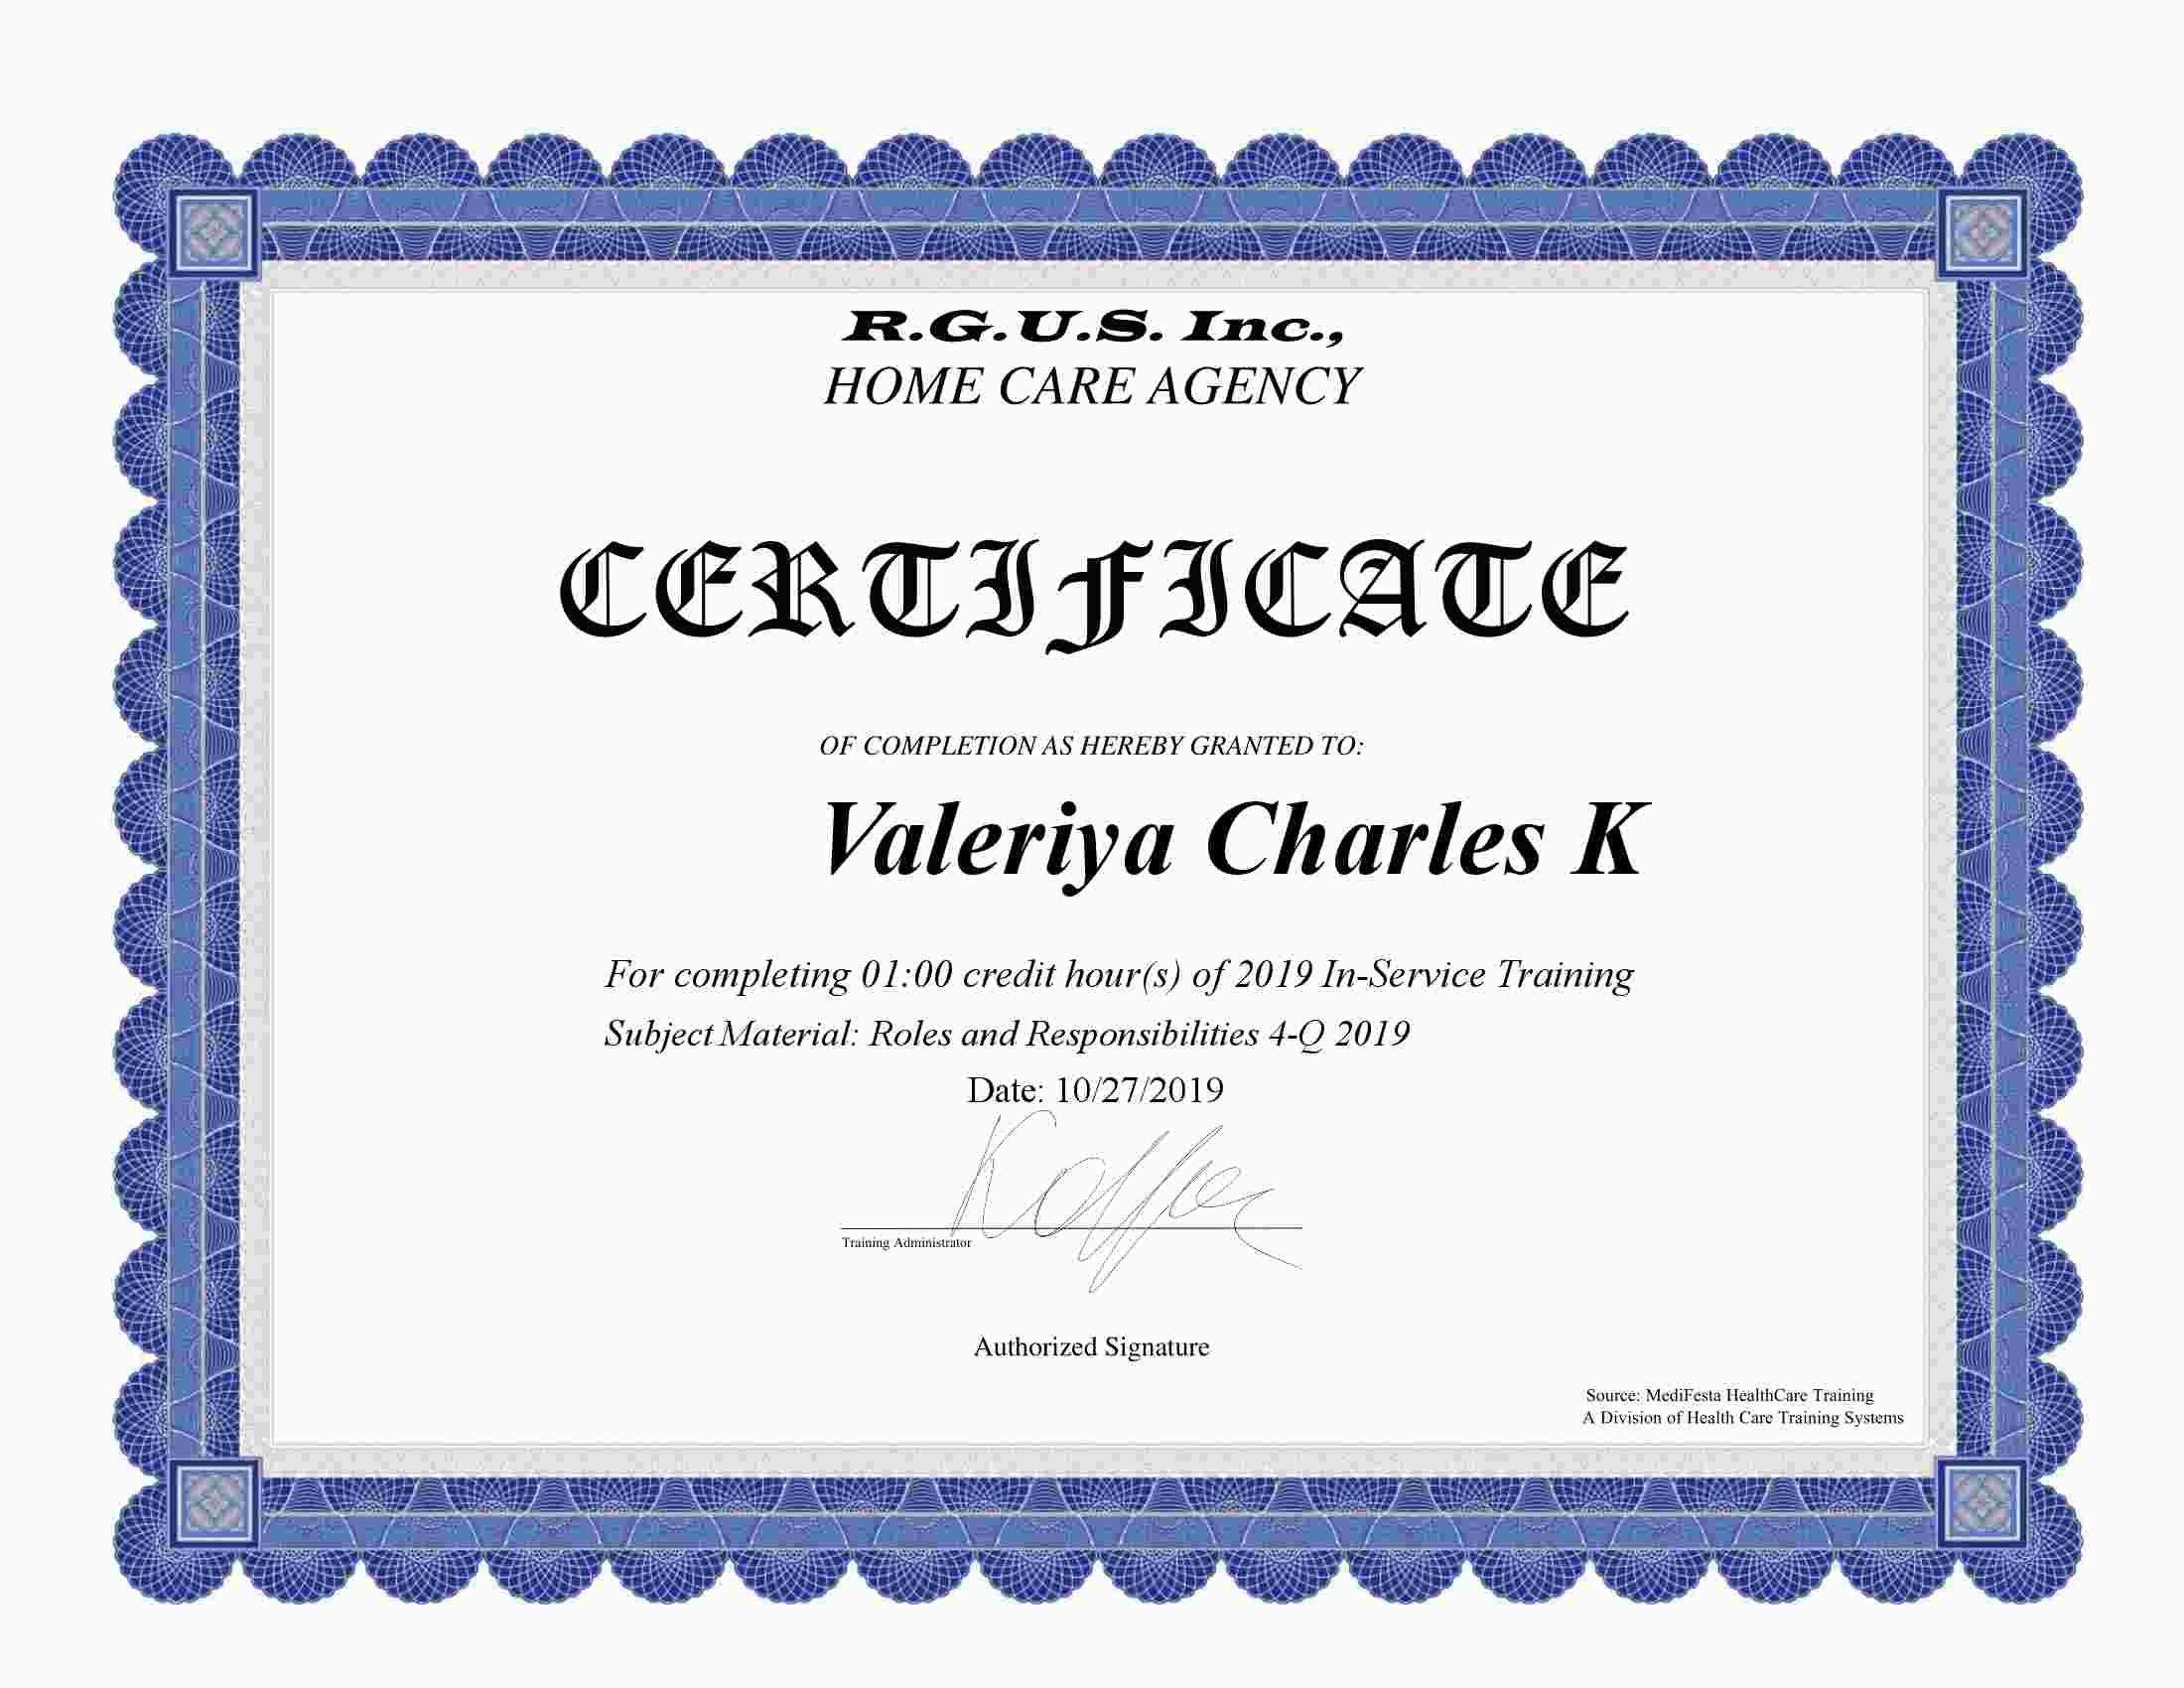 R.G.U.S. Inc.,
HOME CARE AGENCY
CERTIFICATE
OF COMPLETION AS HEREBY GRANTED TO:
Valeriya Charles K
For completing 01:00 credit hour(s) of 2019 In-Service Training
Subject Material: Roles and Responsibilities 4-Q 2019
Date: 10/27/2019
Training Administrator
Authorized Signature
Source: MediFesta HealthCare Training
A Division of Health Care Training Systems